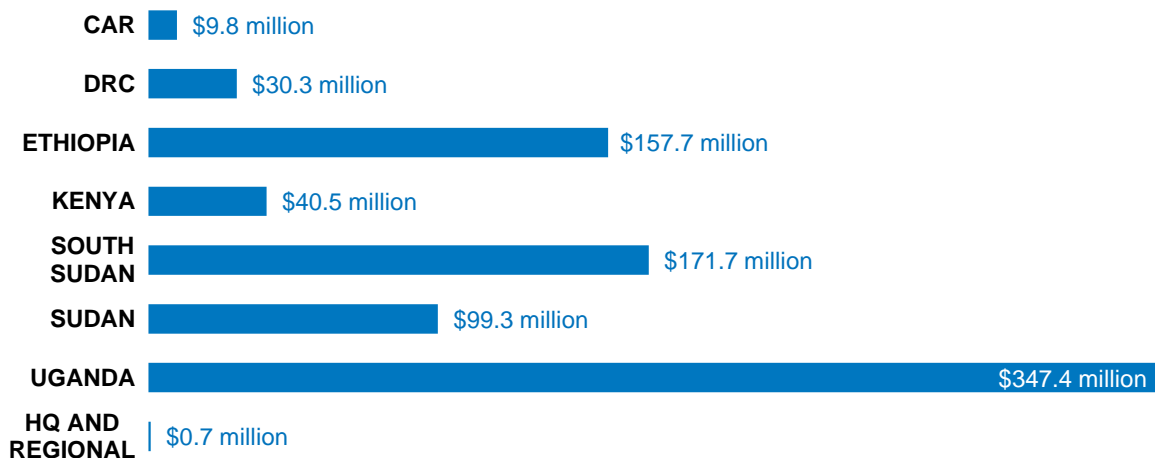 CAR $9.8 million
DRC $30.3 million
ETHIOPIA $157.7 million
KENYA $40.5 million
SOUTH
SUDAN $171.7 million
SUDAN $99.3 million
UGANDA $347.4 million
HQ AND
REGIONAL $0.7 million